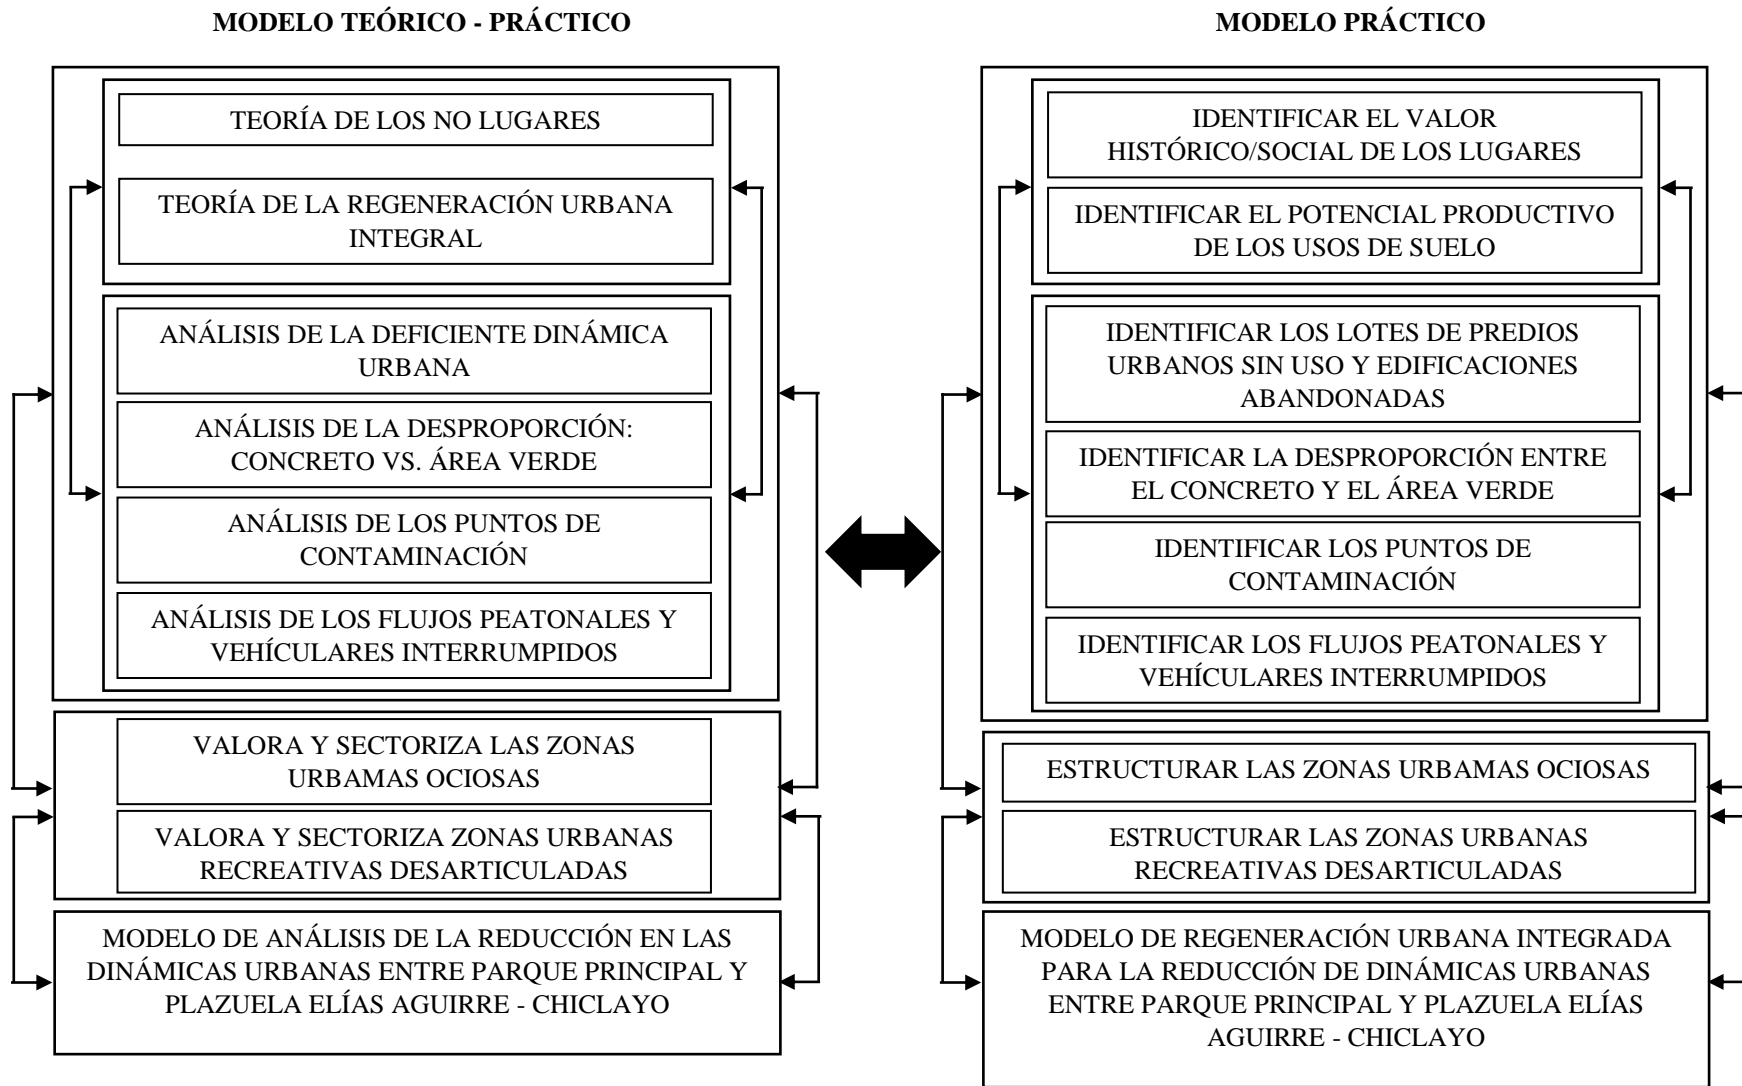 MODELO TEÓRICO - PRÁCTICO
TEORÍA DE LOS NO LUGARES
TEORÍA DE LA REGENERACIÓN URBANA
INTEGRAL
ANÁLISIS DE LA DEFICIENTE DINÁMICA
URBANA
ANÁLISIS DE LA DESPROPORCIÓN:
CONCRETO VS. ÁREA VERDE
ANÁLISIS DE LOS PUNTOS DE
CONTAMINACIÓN
ANÁLISIS DE LOS FLUJOS PEATONALES Y
VEHÍCULARES INTERRUMPIDOS
VALORA Y SECTORIZA LAS ZONAS
URBAMAS OCIOSAS
VALORA Y SECTORIZA ZONAS URBANAS
RECREATIVAS DESARTICULADAS
MODELO DE ANÁLISIS DE LA REDUCCIÓN EN LAS
DINÁMICAS URBANAS ENTRE PARQUE PRINCIPAL Y
PLAZUELA ELÍAS AGUIRRE - CHICLAYO
MODELO PRÁCTICO
IDENTIFICAR EL VALOR
HISTÓRICO/SOCIAL DE LOS LUGARES
IDENTIFICAR EL POTENCIAL PRODUCTIVO
DE LOS USOS DE SUELO
IDENTIFICAR LOS LOTES DE PREDIOS
URBANOS SIN USO Y EDIFICACIONES
ABANDONADAS
IDENTIFICAR LA DESPROPORCIÓN ENTRE
EL CONCRETO Y EL ÁREA VERDE
IDENTIFICAR LOS PUNTOS DE
CONTAMINACIÓN
IDENTIFICAR LOS FLUJOS PEATONALES Y
VEHÍCULARES INTERRUMPIDOS
ESTRUCTURAR LAS ZONAS URBAMAS OCIOSAS
ESTRUCTURAR LAS ZONAS URBANAS
RECREATIVAS DESARTICULADAS
MODELO DE REGENERACIÓN URBANA INTEGRADA
PARA LA REDUCCIÓN DE DINÁMICAS URBANAS
ENTRE PARQUE PRINCIPAL Y PLAZUELA ELÍAS
AGUIRRE - CHICLAYO